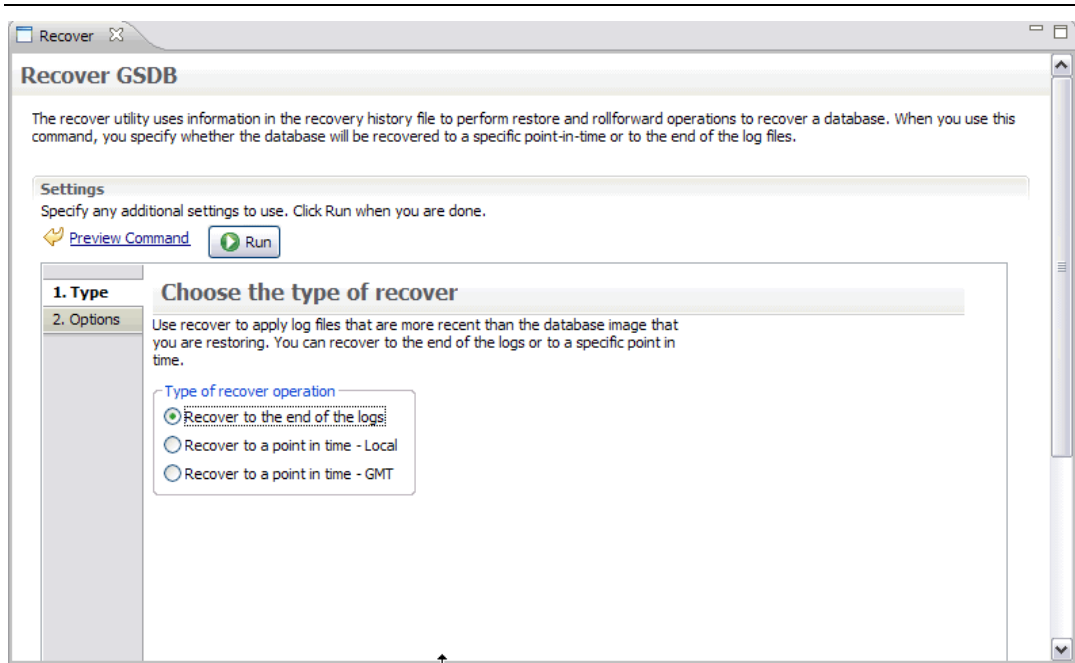 Recover
Recover GSDB
The recover utility uses information in the recovery history file to perform restore and rollforward operations to recover a database. When you use this
command, you specify whether the database will be recovered to a specific point-in-time or to the end of the log files.
Settings
Specify any additional settings to use. Click Run when you are done.
Preview Command Run
1. Type
2. Options
Choose the type of recover
Use recover to apply log files that are more recent than the database image that
you are restoring. You can recover to the end of the logs or to a specific point in
time.
Type of recover operation
Recover to the end of the logs
Recover to a point in time - Local
Recover to a point in time - GMT